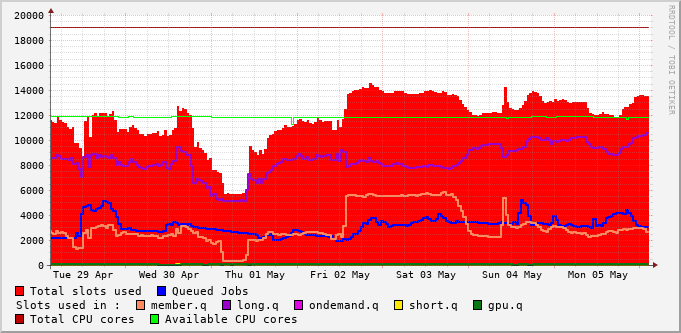 20000
18000
16000
14000
12000
10000
8000
6000
4000
2000
0
Tue 29 Apr Wed 30 Apr Thu 01 May Fri 02 May Sat 03 May Sun 04 May Mon 05 May
RRDTOOL / TOBI OETIKER
Total slots used Queued Jobs
Slots used in : member.q long.q ondemand.q short.q gpu.q
Total CPU cores Available CPU cores